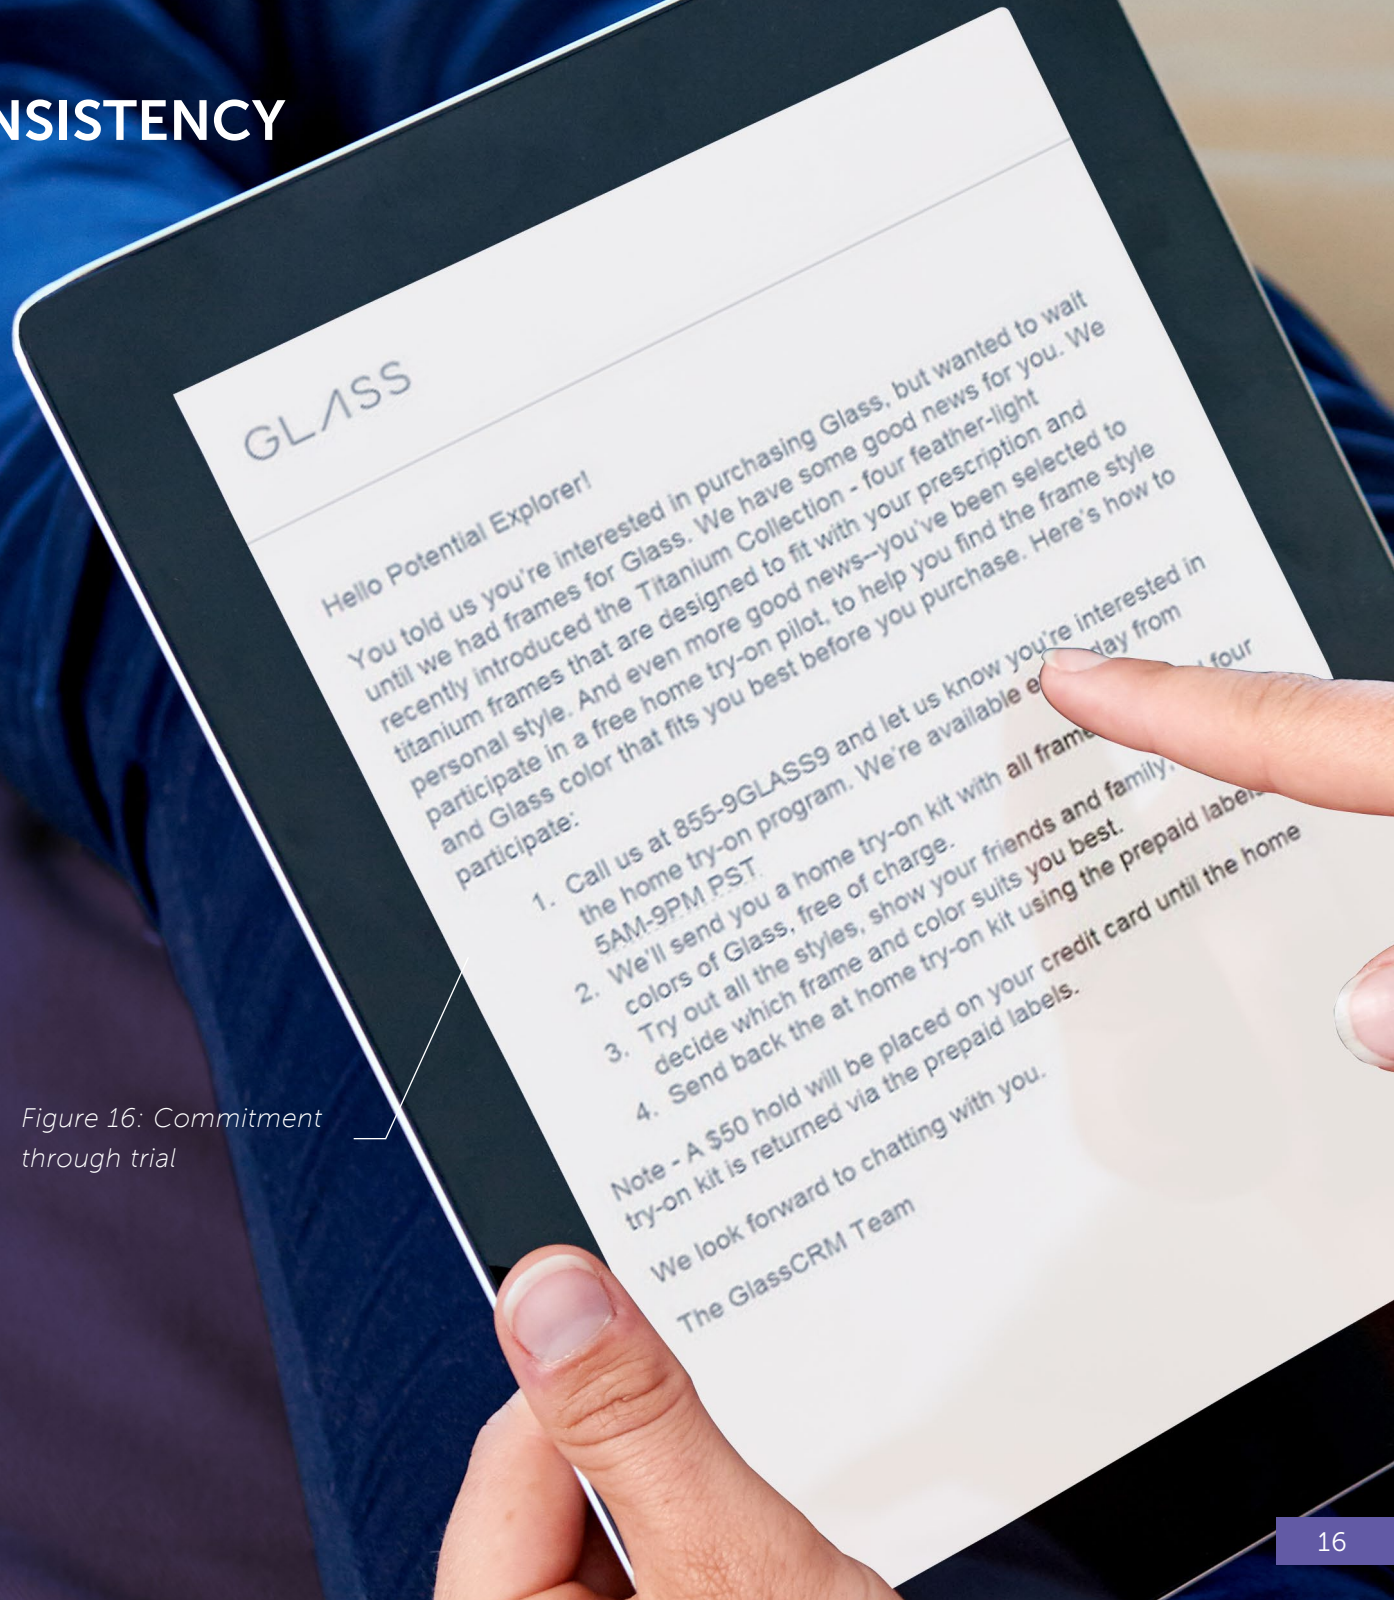 NSISTENCY
GLASS
Hello Potential Explorer!
You told us you're interested in purchasing Glass, but wanted to wait
until we had frames for Glass. We have some good news for you. We
recently introduced the Titanium Collection - four feather-light
titanium frames that are designed to fit with your prescription and
personal style. And even more good news--you've been selected to
participate in a free home try-on pilot, to help you find the frame style
and Glass color that fits you best before you purchase. Here's how to
participate:
1. Call us at 855-9GLASS9 and let us know you're interested in
the home try-on program. We're available day from
5AM-9PM PST
2. We'll send you a home try-on kit with all frame four
colors of Glass, free of charge.
3. Try out all the styles, show your friends and family,
decide which frame and color suits you best.
4. Send back the at home try-on kit using the prepaid labels
Note - A $50 hold will be placed on your credit card until the home
try-on kit is returned via the prepaid labels.
We look forward to chatting with you.
The GlassCRM Team
Figure 16: Commitment
through trial
16